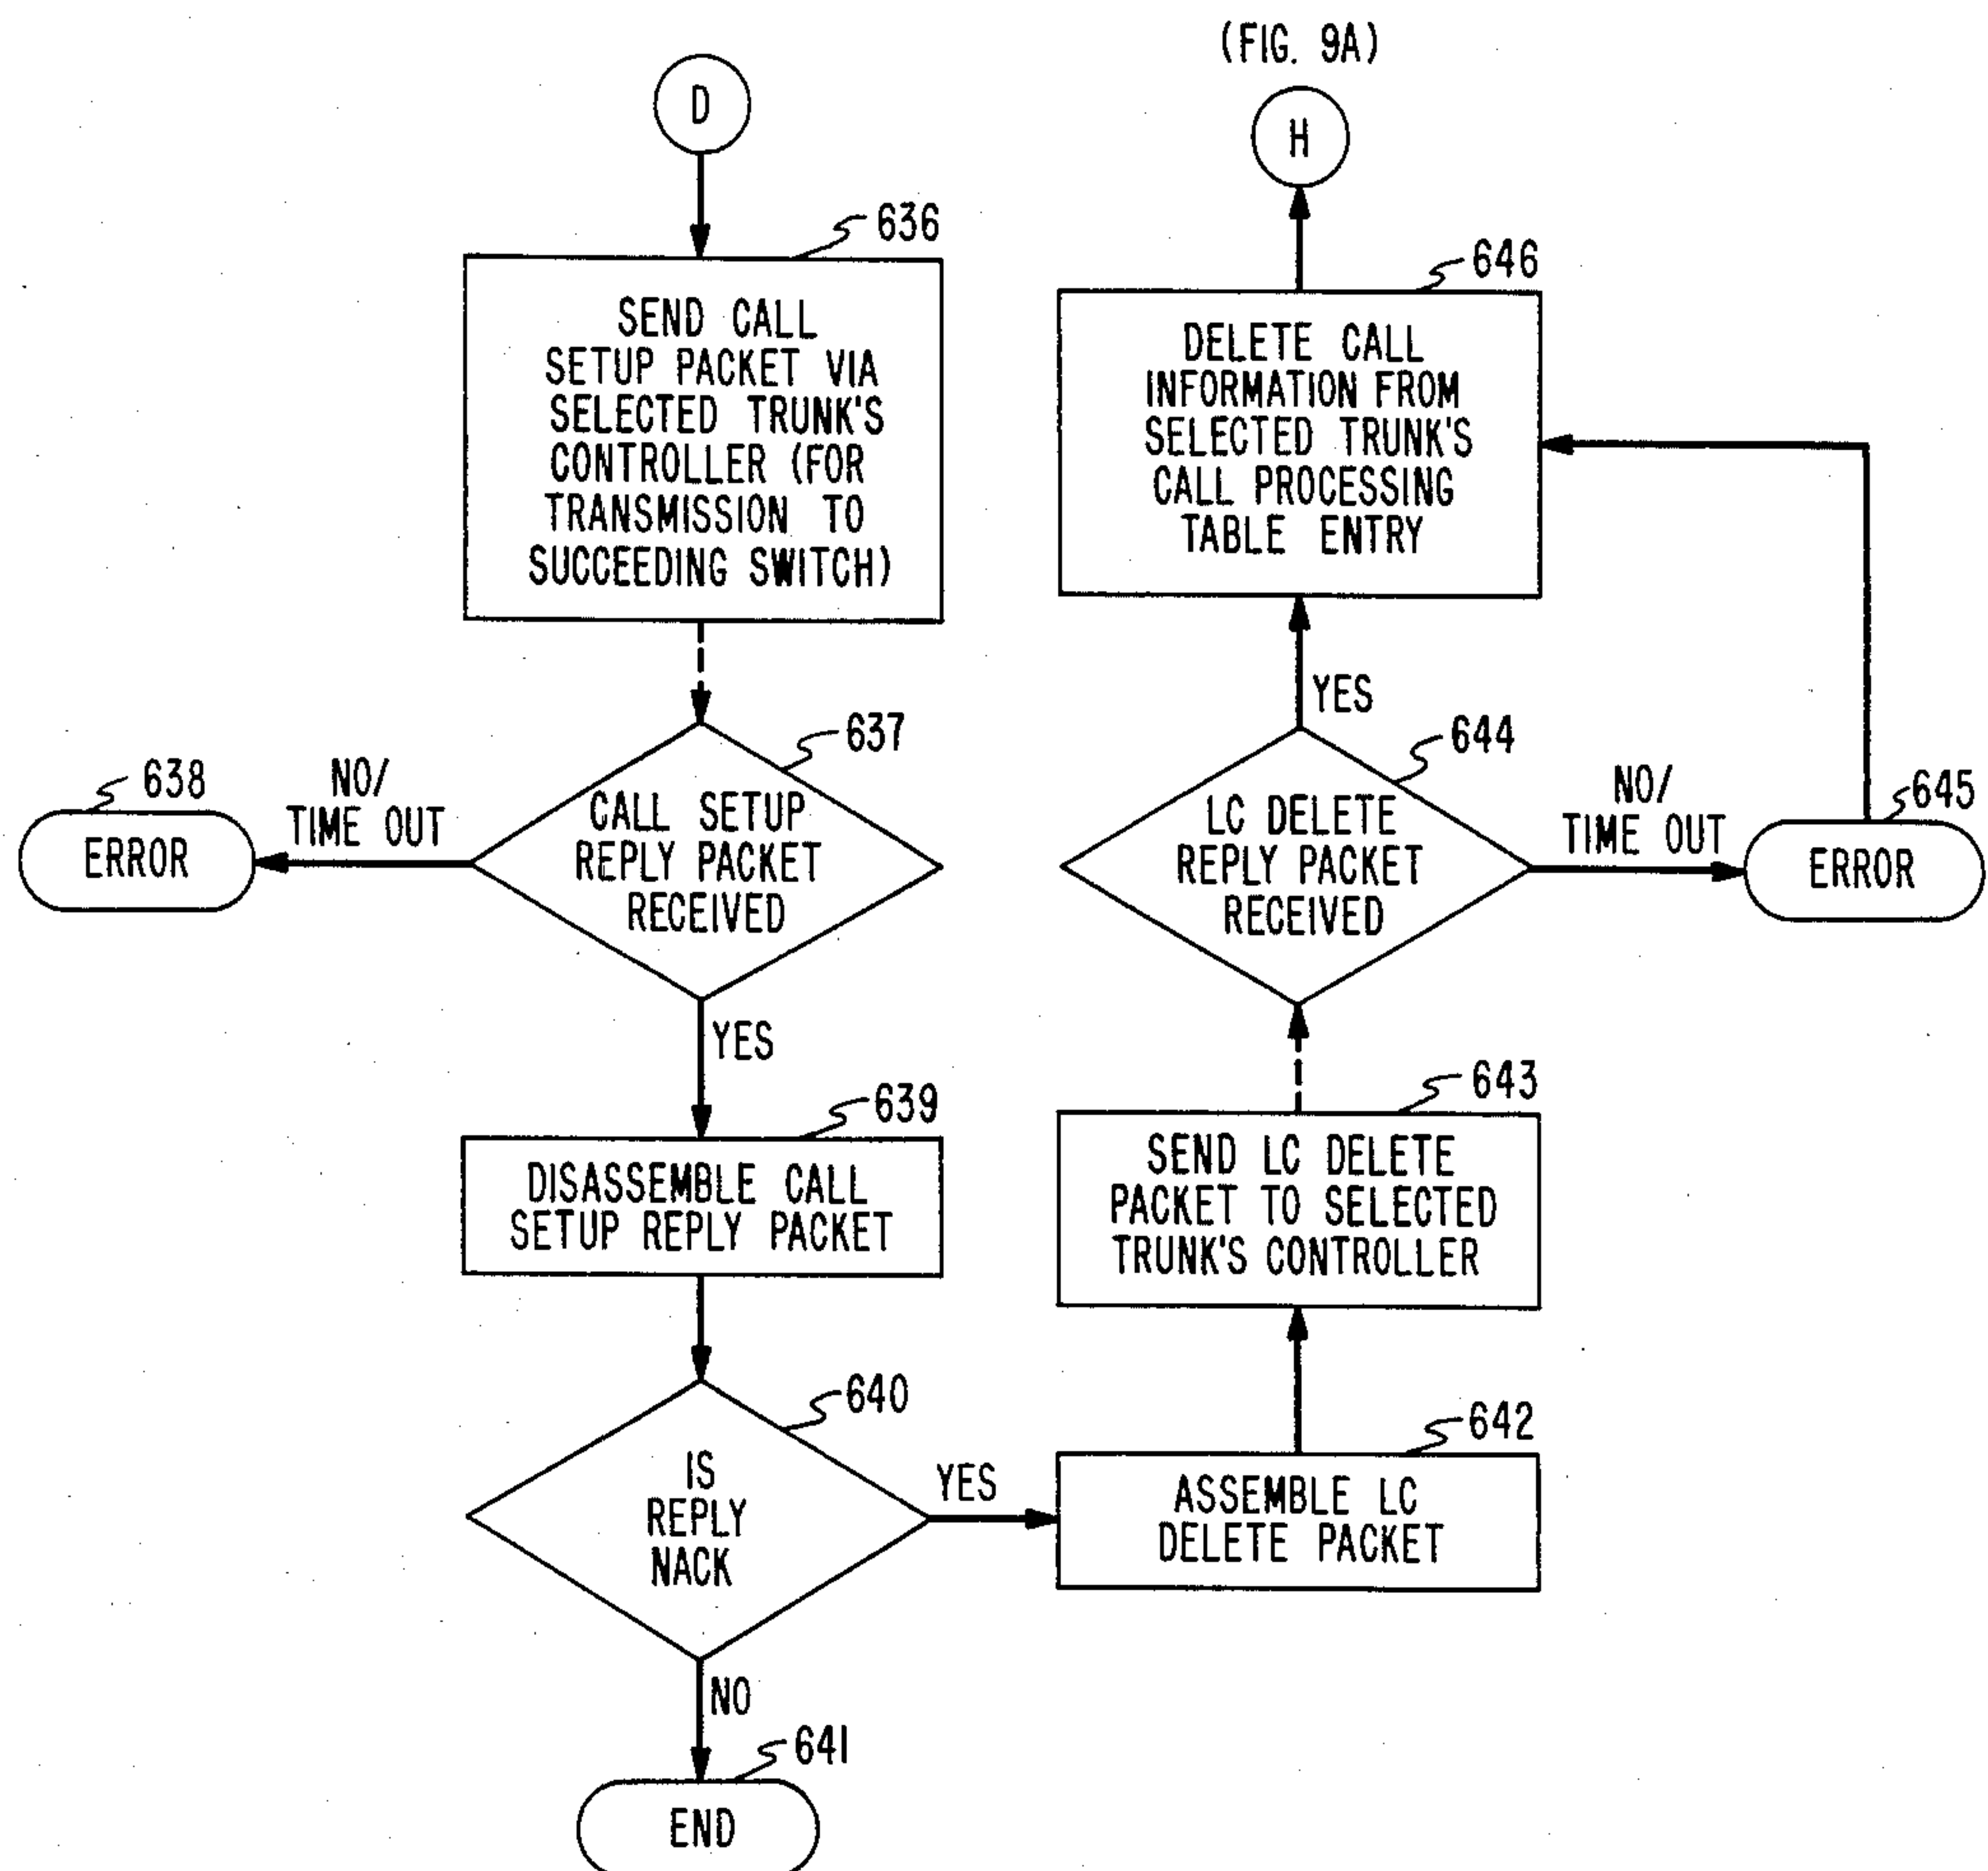 D
636
SEND CALL
SETUP PACKET VIA
SELECTED TRUNK'S
CONTROLLER (FOR
TRANSMISSION TO
SUCCEEDING SWITCH)
637
CALL SETUP
REPLY PACKET
RECEIVED
NO/
TIME OUT
638
ERROR
YES
639
DISASSEMBLE CALL
SETUP REPLY PACKET
640
IS
REPLY
NACK
NO
641
END
YES
642
ASSEMBLE LC
DELETE PACKET
643
SEND LC DELETE
PACKET TO SELECTED
TRUNK'S CONTROLLER
644
LC DELETE
REPLY PACKET
RECEIVED
NO/
TIME OUT
645
ERROR
YES
646
DELETE CALL
INFORMATION FROM
SELECTED TRUNK'S
CALL PROCESSING
TABLE ENTRY
H
(FIG. 9A)